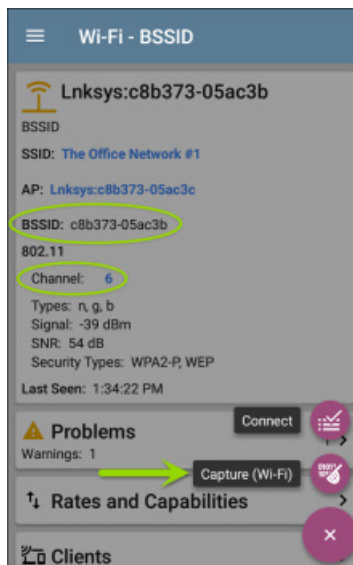 Wi-Fi - BSSID
Lnksys:c8b373-05ac3b
BSSID
SSID: The Office Network #1
AP: Lnksys:c8b373-05ac3c
BSSID: c8b373-05ac3b
802.11
Channel: 6
Types: n, g, b
Signal: -39 dBm
SNR: 54 dB
Security Types: WPA2-P, WEP
Last Seen: 1:34:22 PM
Problems
Connect
Warnings: 1
Capture (Wi-Fi)
Rates and Capabilities
Clients